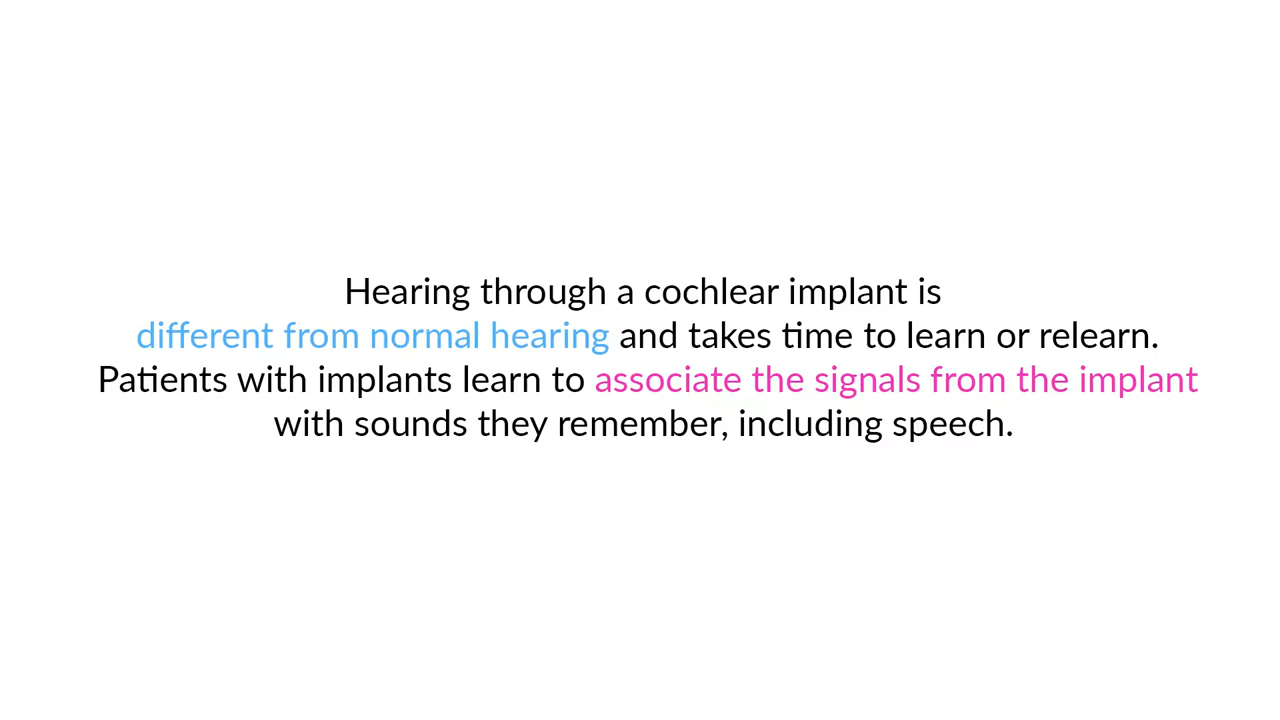 Hearing through a cochlear implant is
different from normal hearing and takes time to learn or relearn.
Patients with implants learn to associate the signals from the implant
with sounds they remember, including speech.